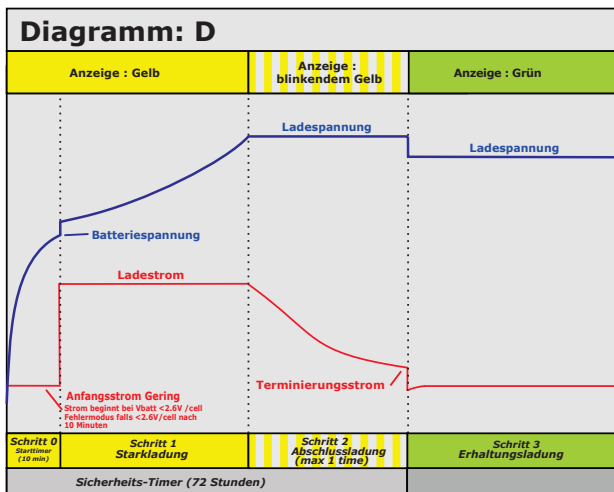 Diagramm: D
Anzeige : Gelb
Anzeige :
blinkendem Gelb
Anzeige : Grün
Ladespannung
Ladespannung
Batteriespannung
Ladestrom
Terminierungsstrom
Anfangsstrom Gering
Strom beginnt bei Vbatt <2.6V /cell
Fehlermodus falls <2.6V/cell nach
10 Minuten
Schritt 0
Starttimer
(10 min)
Schritt 1
Starkladung
Schritt 2
Abschlussladung
(max 1 time)
Schritt 3
Erhaltungsladung
Sicherheits-Timer (72 Stunden)